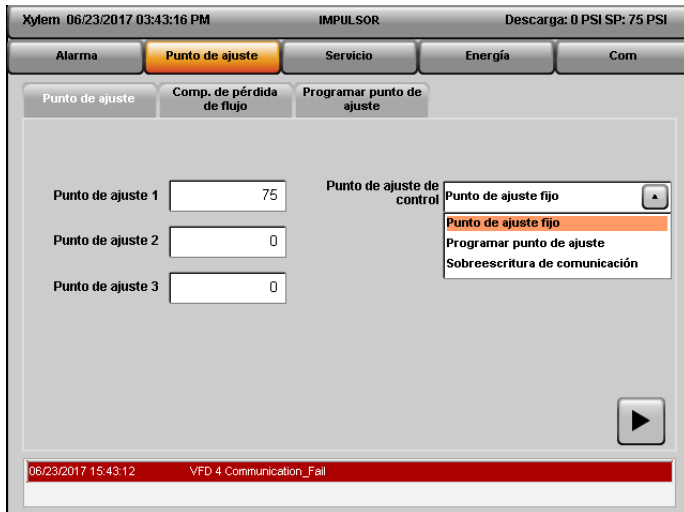 Xylem 06/23/2017 03:43:16 PM IMPULSOR Descarga: 0 PSI SP: 75 PSI
Alarma Punto de ajuste Servicio Energía Com
Punto de ajuste Comp. de pérdida de flujo Programar punto de ajuste
Punto de ajuste 1 75
Punto de ajuste de control Punto de ajuste fijo
Punto de ajuste fijo
Programar punto de ajuste
Sobreescritura de comunicación
Punto de ajuste 2 0
Punto de ajuste 3 0
06/23/2017 15:43:12 VFD 4 Communication_Fail